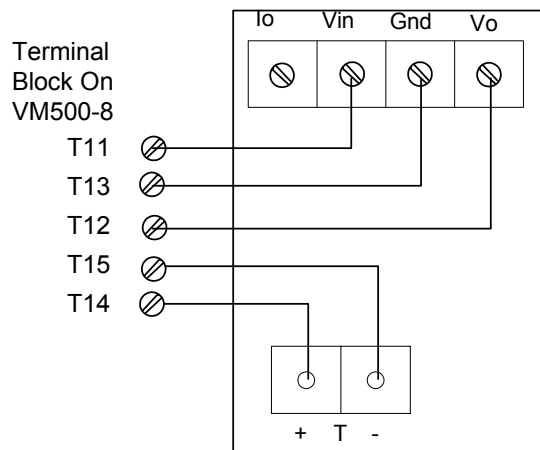 Io Vin Gnd Vo
Terminal
Block On
VM500-8
T11
T13
T12
T15
T14
+ T -